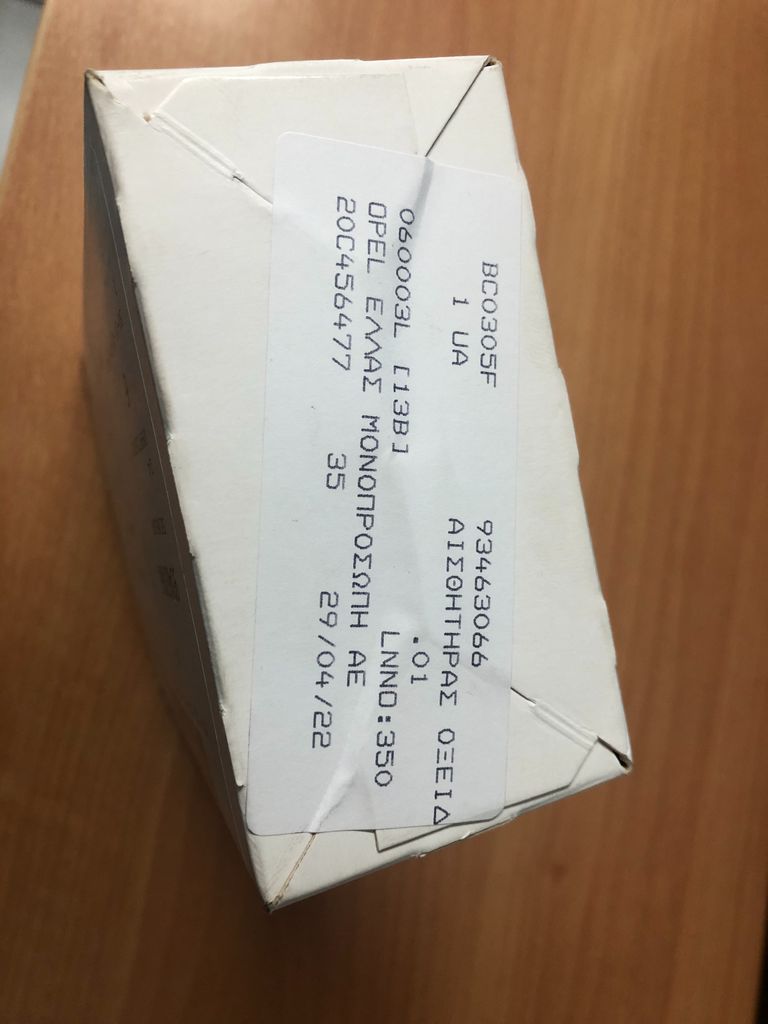 BC0305F 93463066
1 UA ΑΙΣΘΗΤΗΡΑΣ ΟΞΕΙΔ
.01
060003L [13B] LNNO:350
OPEL ΕΛΛΑΣ ΜΟΝΟΠΡΟΣΩΠΗ ΑΕ
20C456477 35 29/04/22